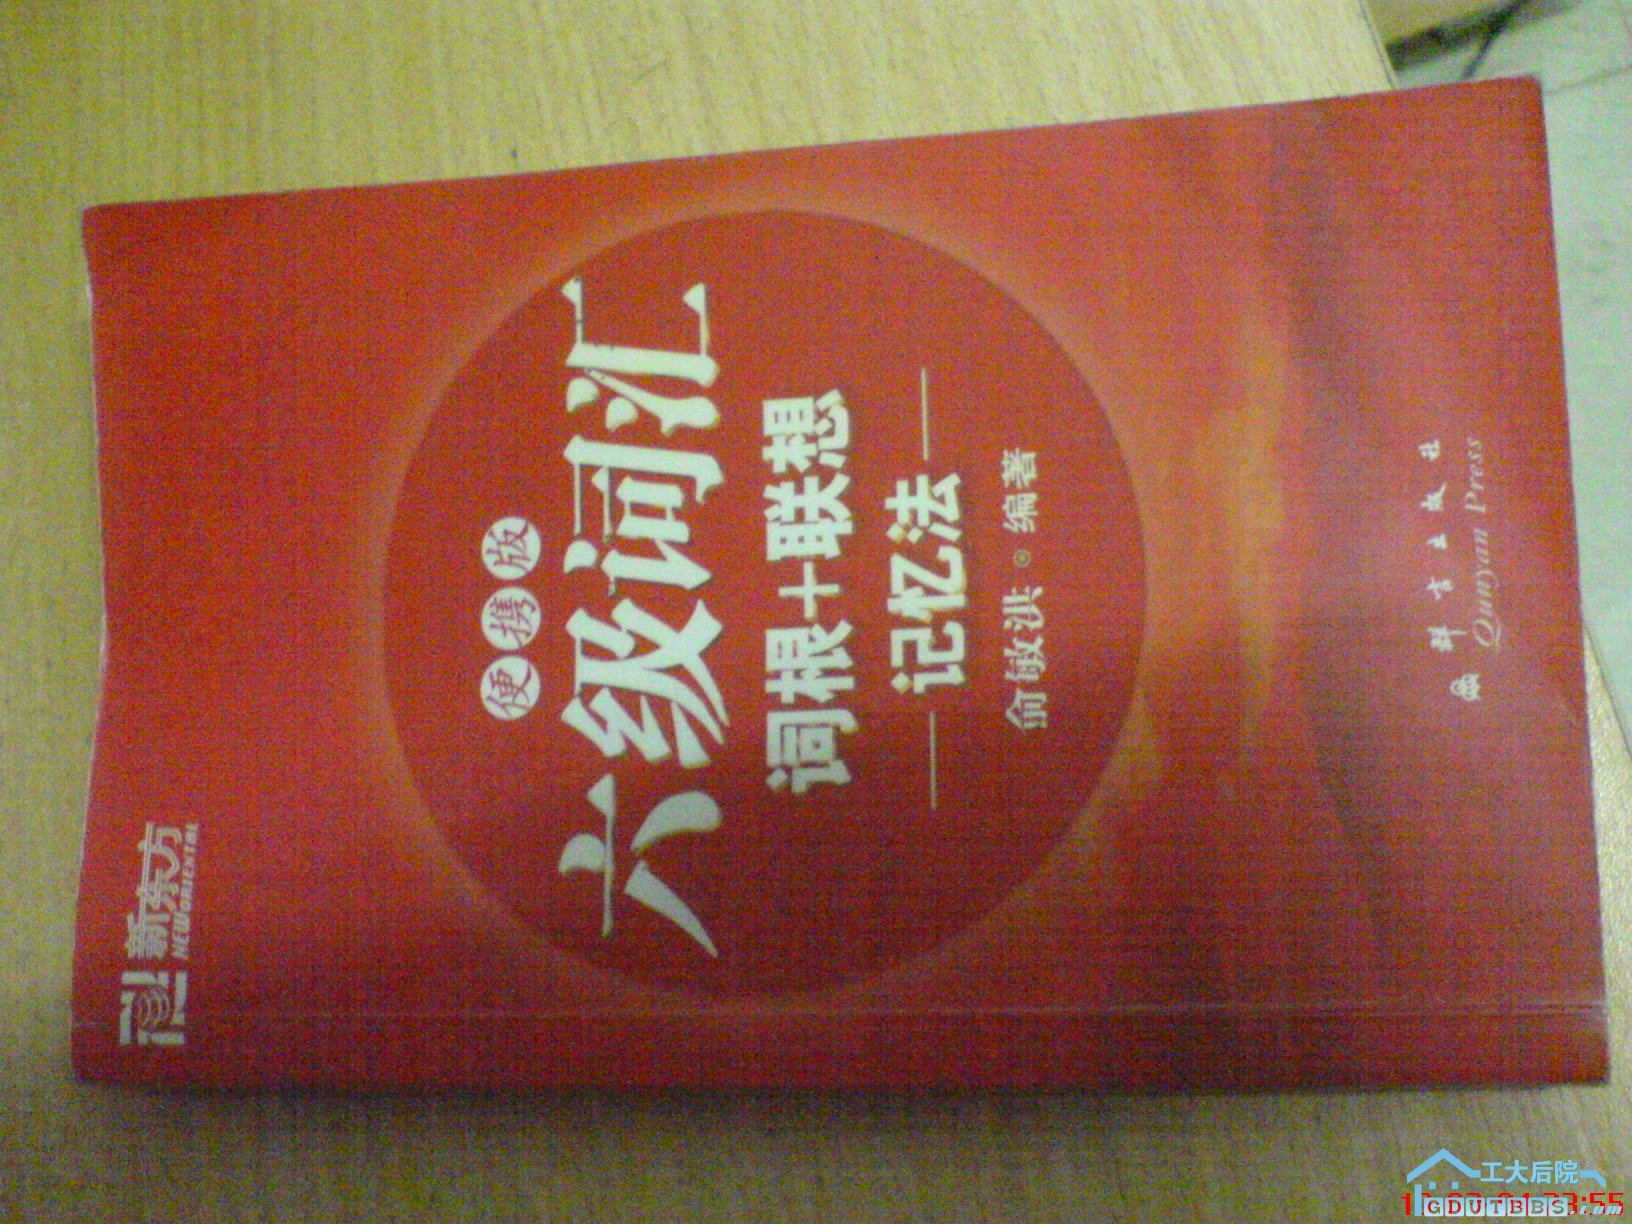 新东方
NEW ORIENTAL
便携版
六级词汇
词根+联想
记忆法
俞敏洪 编著
群言出版社
Qunyan Press
工大后院
GDUTBBS.com